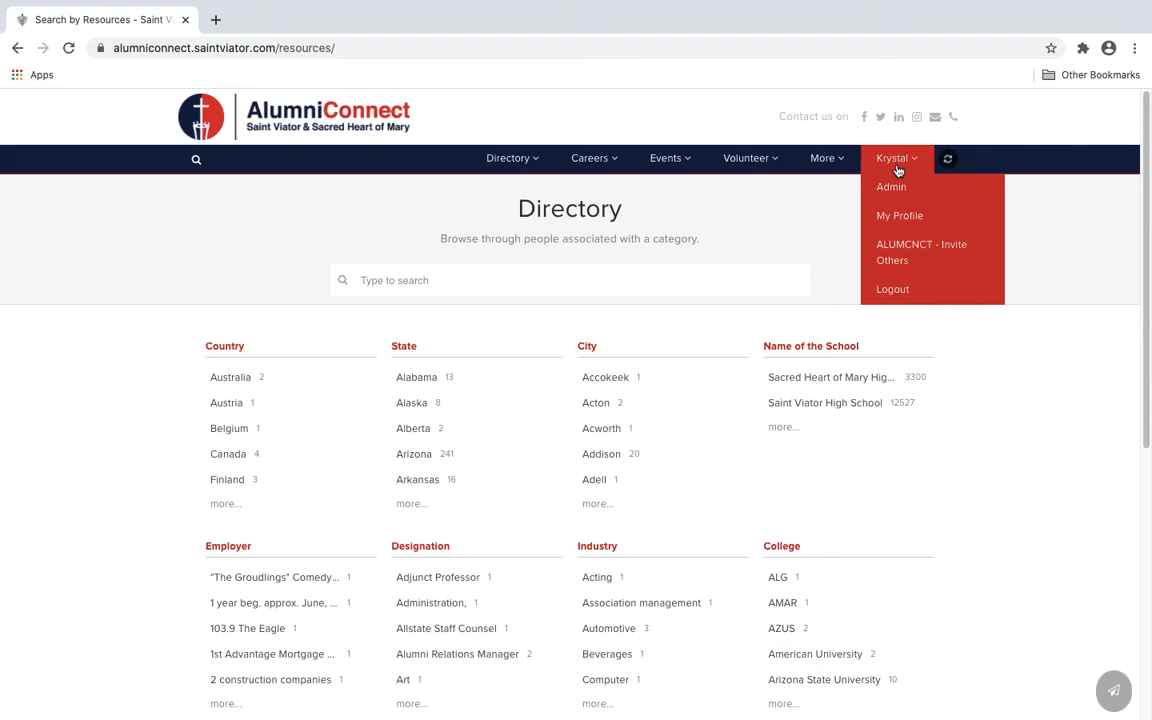 Search by Resources - Saint Vi
alumniconnect.saintviator.com/resources/
Apps
Other Bookmarks
AlumniConnect
Saint Viator & Sacred Heart of Mary
Contact us on
Directory
Careers
Events
Volunteer
More
Krystal
Admin
My Profile
ALUMCNCT - Invite
Others
Logout
Directory
Browse through people associated with a category.
Type to search
Country
Australia 2
Austria 1
Belgium 1
Canada 4
Finland 3
more...
State
Alabama 13
Alaska 8
Alberta 2
Arizona 241
Arkansas 16
more...
City
Accokeek 1
Acton 2
Acworth 1
Addison 20
Adell 1
more...
Name of the School
Sacred Heart of Mary Hig... 3300
Saint Viator High School 12527
more...
Employer
"The Groudlings" Comedy... 1
1 year beg. approx. June, ... 1
103.9 The Eagle 1
1st Advantage Mortgage ... 1
2 construction companies 1
more...
Designation
Adjunct Professor 1
Administration, 1
Allstate Staff Counsel 1
Alumni Relations Manager 2
Art 1
more...
Industry
Acting 1
Association management 1
Automotive 3
Beverages 1
Computer 1
more...
College
ALG 1
AMAR 1
AZUS 2
American University 2
Arizona State University 10
more...